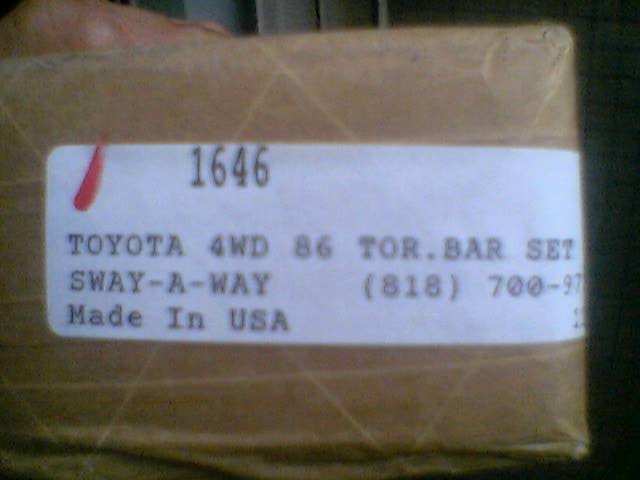 1646
TOYOTA 4WD 86 TOR.BAR SET
SWAY-A-WAY (818) 700-97
Made In USA